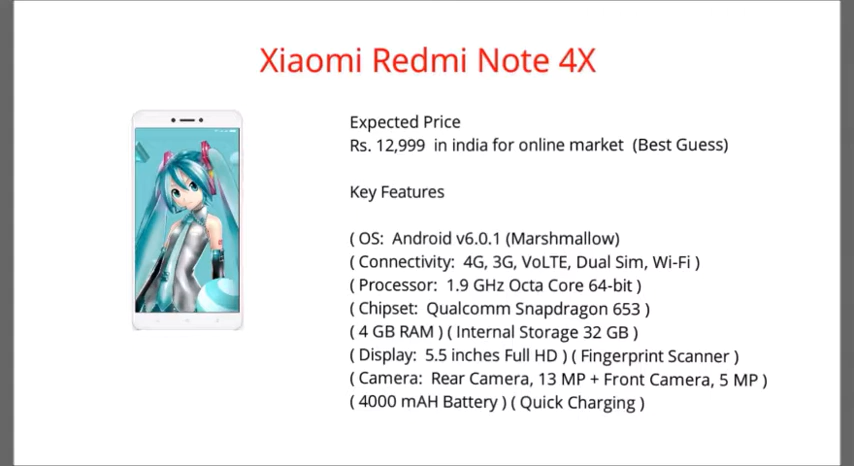 Xiaomi Redmi Note 4X
Expected Price
Rs. 12,999 in india for online market (Best Guess)
Key Features
( OS: Android v6.0.1 (Marshmallow)
( Connectivity: 4G, 3G, VoLTE, Dual Sim, Wi-Fi )
( Processor: 1.9 GHz Octa Core 64-bit )
( Chipset: Qualcomm Snapdragon 653 )
( 4 GB RAM ) ( Internal Storage 32 GB )
( Display: 5.5 inches Full HD ) ( Fingerprint Scanner )
( Camera: Rear Camera, 13 MP + Front Camera, 5 MP )
( 4000 mAH Battery ) ( Quick Charging )